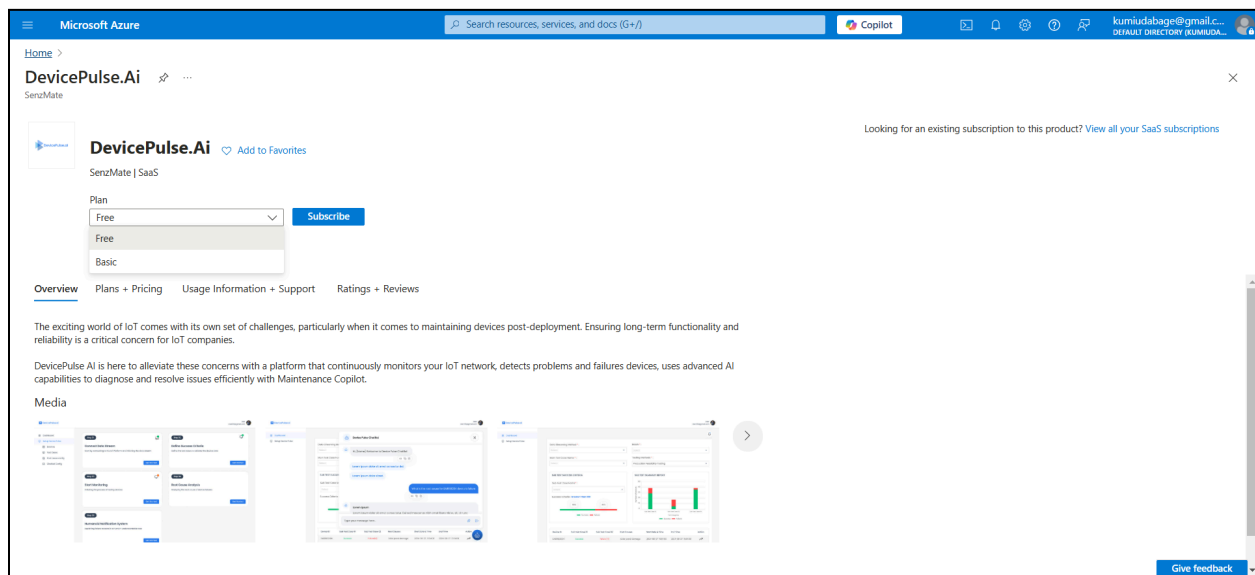 Microsoft Azure
Search resources, services, and docs (G+/)
Copilot
kumiudabage@gmail.c...
DEFAULT DIRECTORY (KUMIUDA...
Home >
DevicePulse.Ai
...
SenzMate
Looking for an existing subscription to this product? View all your SaaS subscriptions
DevicePulse.Ai
Add to Favorites
SenzMate | SaaS
Plan
Free
Subscribe
Free
Basic
Overview
Plans + Pricing
Usage Information + Support
Ratings + Reviews
The exciting world of IoT comes with its own set of challenges, particularly when it comes to maintaining devices post-deployment. Ensuring long-term functionality and
reliability is a critical concern for IoT companies.
DevicePulse AI is here to alleviate these concerns with a platform that continuously monitors your IoT network, detects problems and failures devices, uses advanced AI
capabilities to diagnose and resolve issues efficiently with Maintenance Copilot.
Media
Give feedback